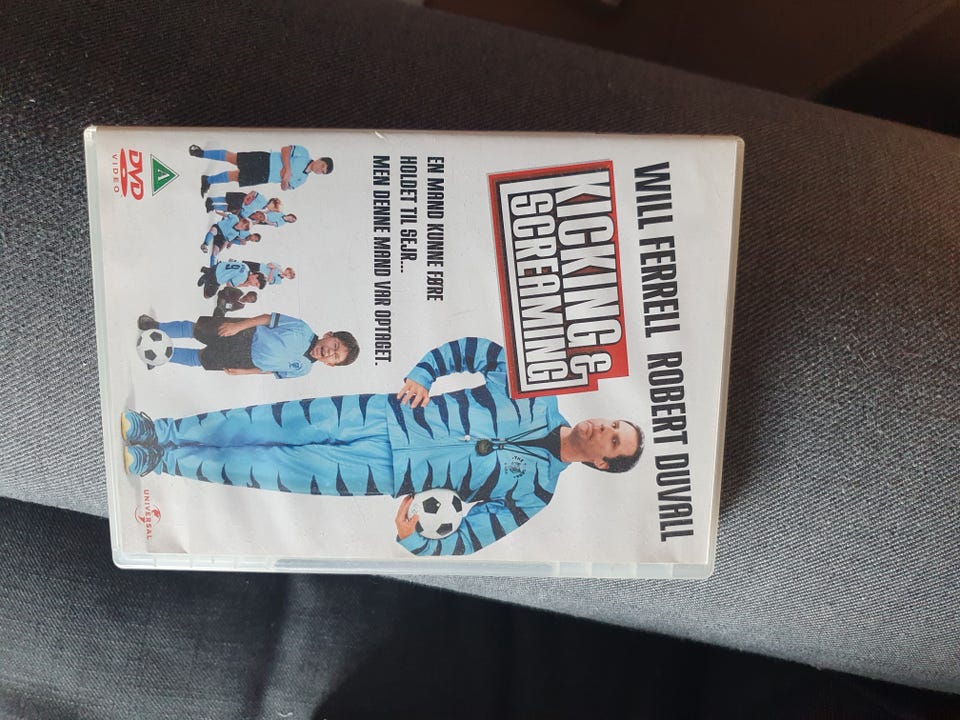 WILL FERRELL ROBERT DUVALL
KICKING &
SCREAMING
EN MAND KUNNE FØRE
HOLDET TIL SEJR...
MEN DENNE MAND VAR OPTAGET.
A
DVD
VIDEO
UNIVERSAL